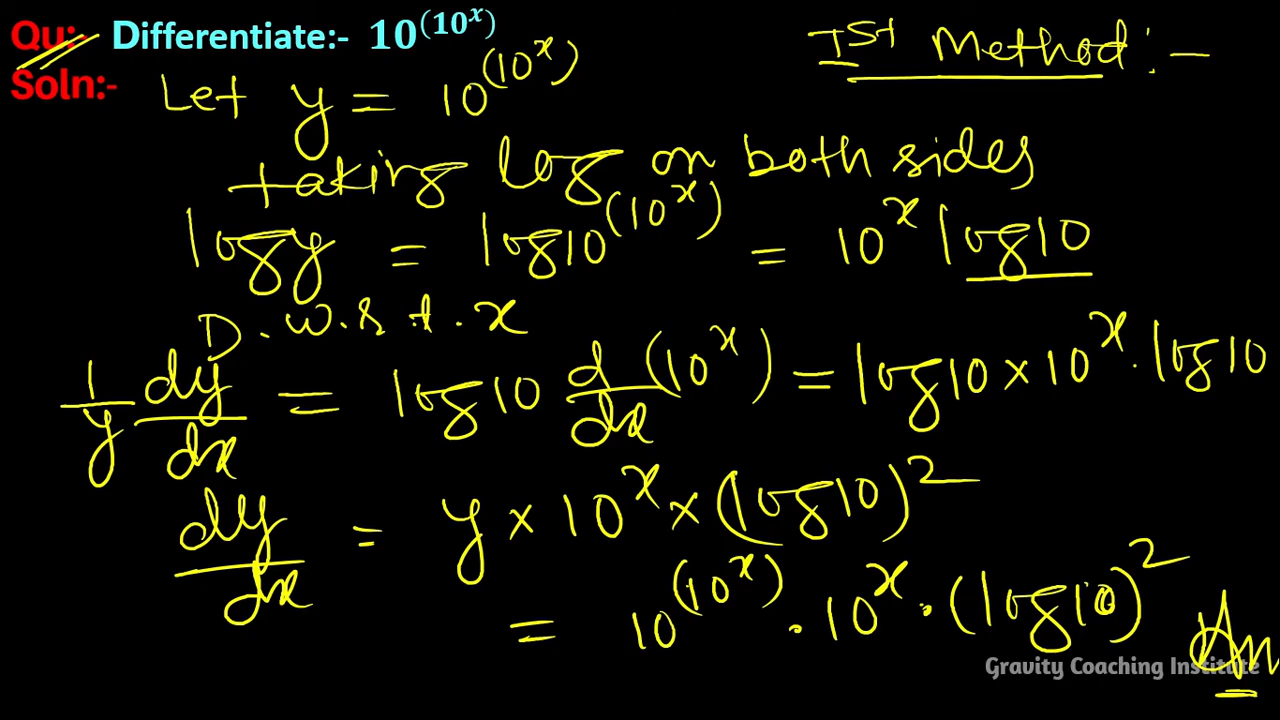 Qu:- Differentiate:- 10^(10^x) Ist Method:-
Soln:- Let y = 10^(10^x)
taking log on both sides
log y = log 10^(10^x) = 10^x log 10
D. w. r. t. x
1/y dy/dx = log 10 d/dx (10^x) = log 10 × 10^x . log 10
dy/dx = y × 10^x × (log 10)^2
= 10^(10^x) . 10^x . (log 10)^2 An
Gravity Coaching Institute